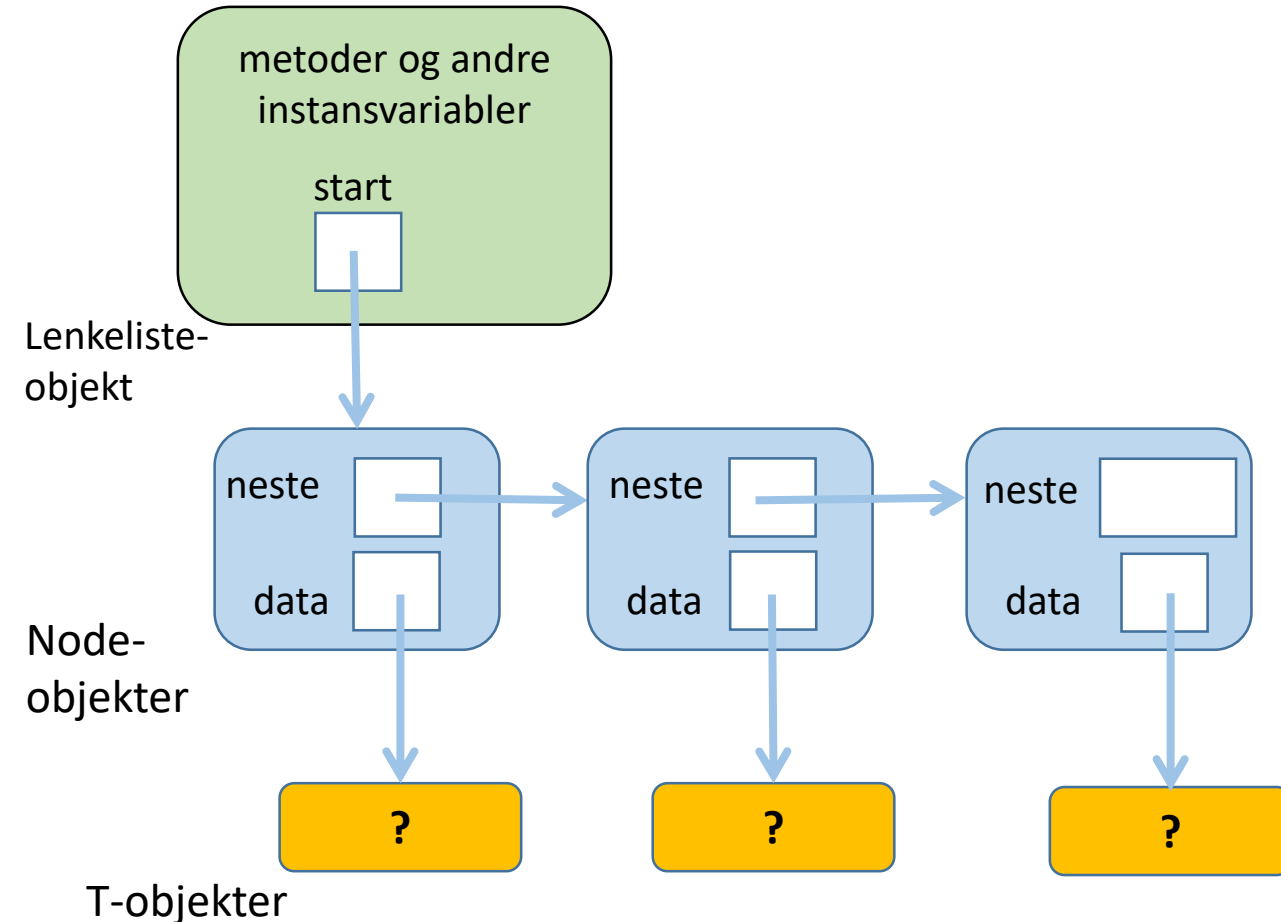 metoder og andre
instansvariabler
start
Lenkeliste-
objekt
neste
neste
neste
data
data
data
Node-
objekter
?
?
?
T-objekter